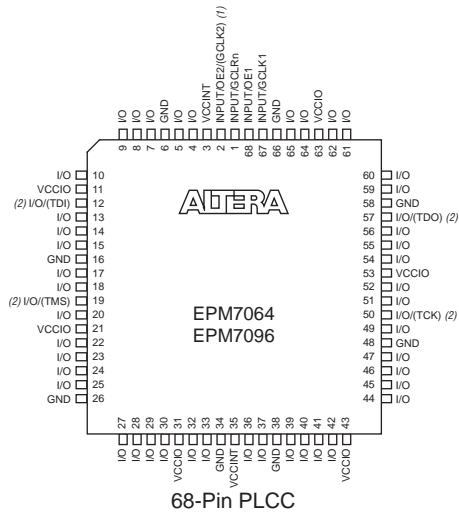 I/O
I/O
I/O
GND
I/O
I/O
VCCINT
INPUT/OE2/(GCLK2) (1)
INPUT/GCLRn
INPUT/OE1
INPUT/GCLK1
GND
I/O
I/O
VCCIO
I/O
I/O
9 8 7 6 5 4 3 2 1 68 67 66 65 64 63 62 61
I/O 10
VCCIO 11
(2) I/O/(TDI) 12
I/O 13
I/O 14
I/O 15
GND 16
I/O 17
I/O 18
(2) I/O/(TMS) 19
I/O 20
VCCIO 21
I/O 22
I/O 23
I/O 24
I/O 25
GND 26
ALTERA
EPM7064
EPM7096
60 I/O
59 I/O
58 GND
57 I/O/(TDO) (2)
56 I/O
55 I/O
54 I/O
53 VCCIO
52 I/O
51 I/O
50 I/O/(TCK) (2)
49 I/O
48 GND
47 I/O
46 I/O
45 I/O
44 I/O
27 28 29 30 31 32 33 34 35 36 37 38 39 40 41 42 43
I/O
I/O
I/O
I/O
VCCIO
I/O
I/O
GND
VCCINT
I/O
I/O
GND
I/O
I/O
I/O
I/O
VCCIO
68-Pin PLCC